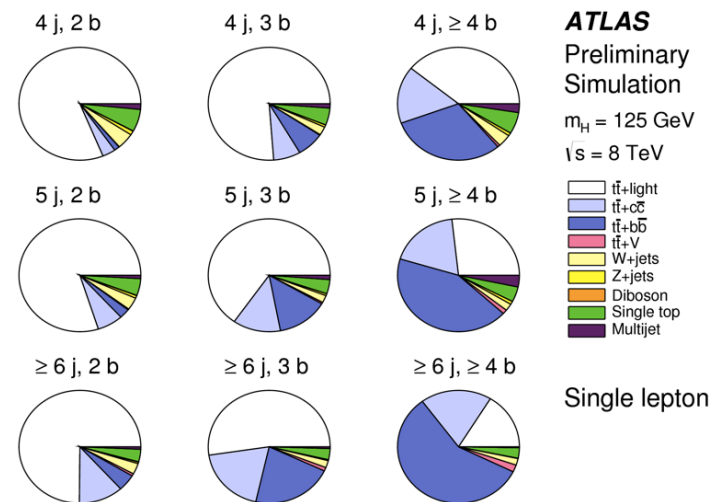 4 j, 2 b
4 j, 3 b
4 j, ≥ 4 b
ATLAS
Preliminary
Simulation
m_H = 125 GeV
√s = 8 TeV
5 j, 2 b
5 j, 3 b
5 j, ≥ 4 b
tt̄+light
tt̄+cc̄
tt̄+bb̄
tt̄+V
W+jets
Z+jets
Diboson
Single top
Multijet
≥ 6 j, 2 b
≥ 6 j, 3 b
≥ 6 j, ≥ 4 b
Single lepton